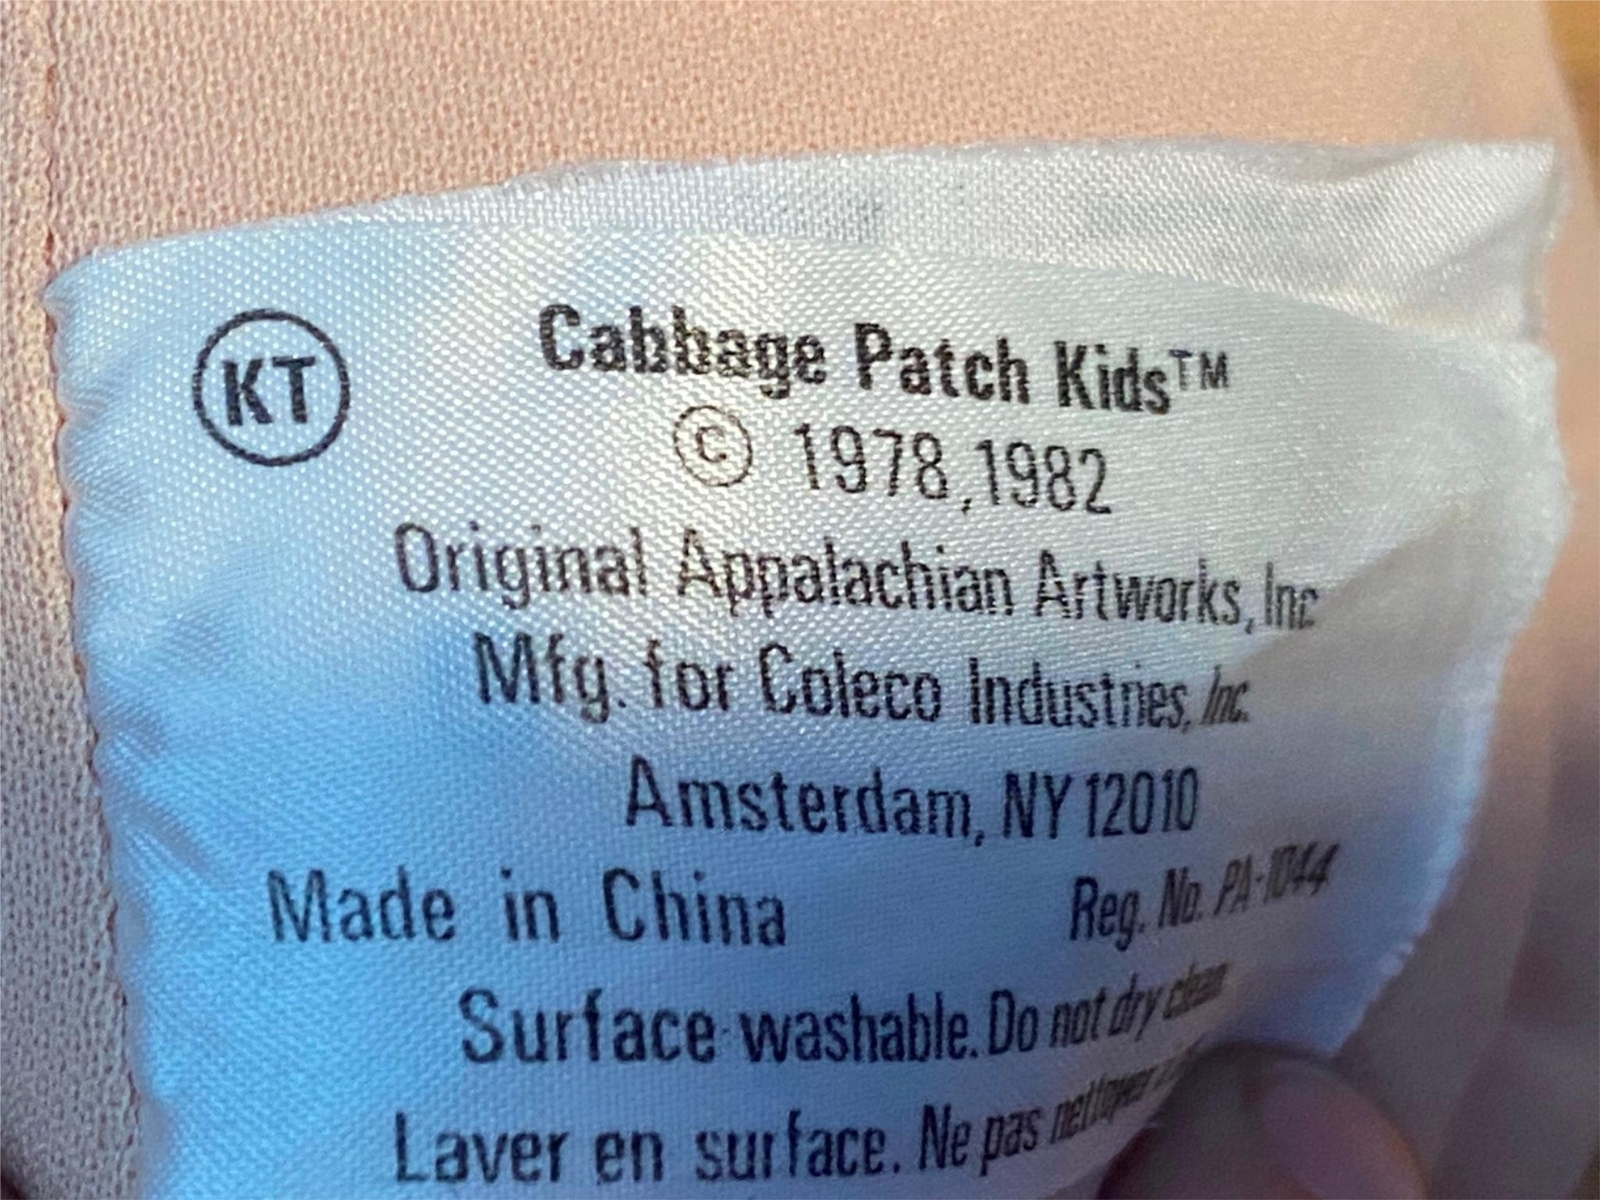 KT
Cabbage Patch Kids™
© 1978,1982
Original Appalachian Artworks, Inc
Mfg. for Coleco Industries, Inc.
Amsterdam, NY 12010
Made in China Reg. No. PA-1044
Surface washable. Do not dry clean
Laver en surface. Ne pas nettoyer